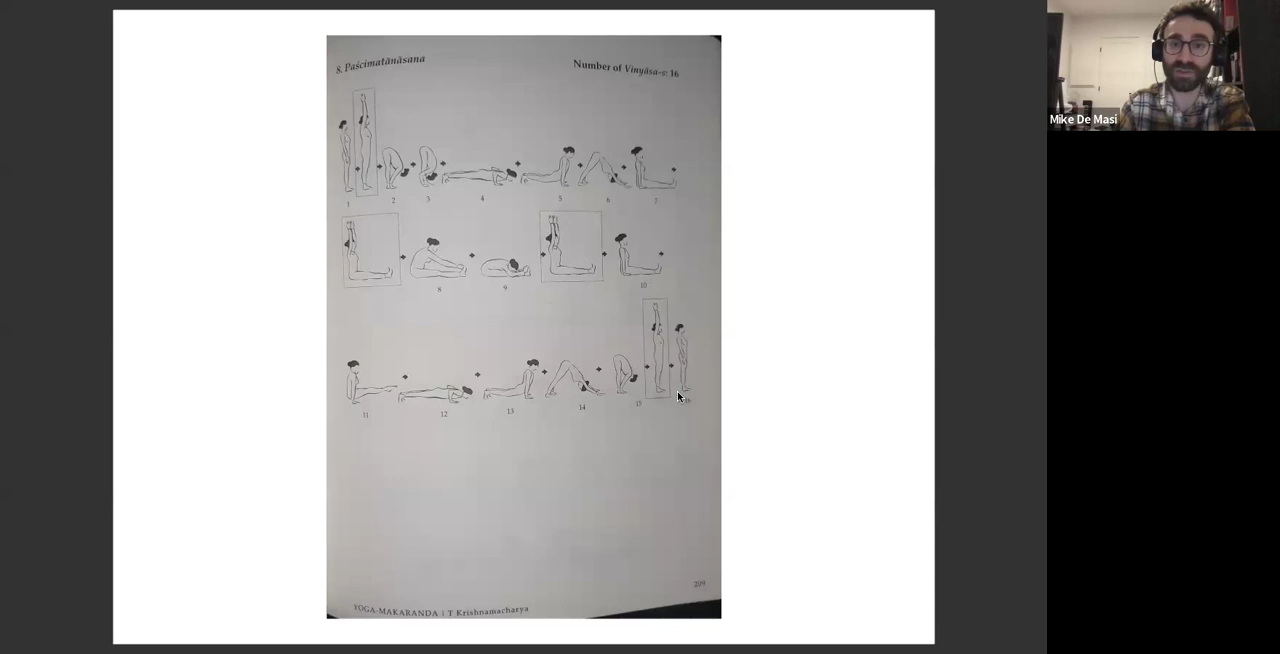 8. Paścimatānāsana
Number of Vinyāsa-s: 16
1 2 3 4 5 6 7
8 9 10
11 12 13 14 15 16
209
YOGA-MAKARANDA | T Krishnamacharya
Mike De Masi